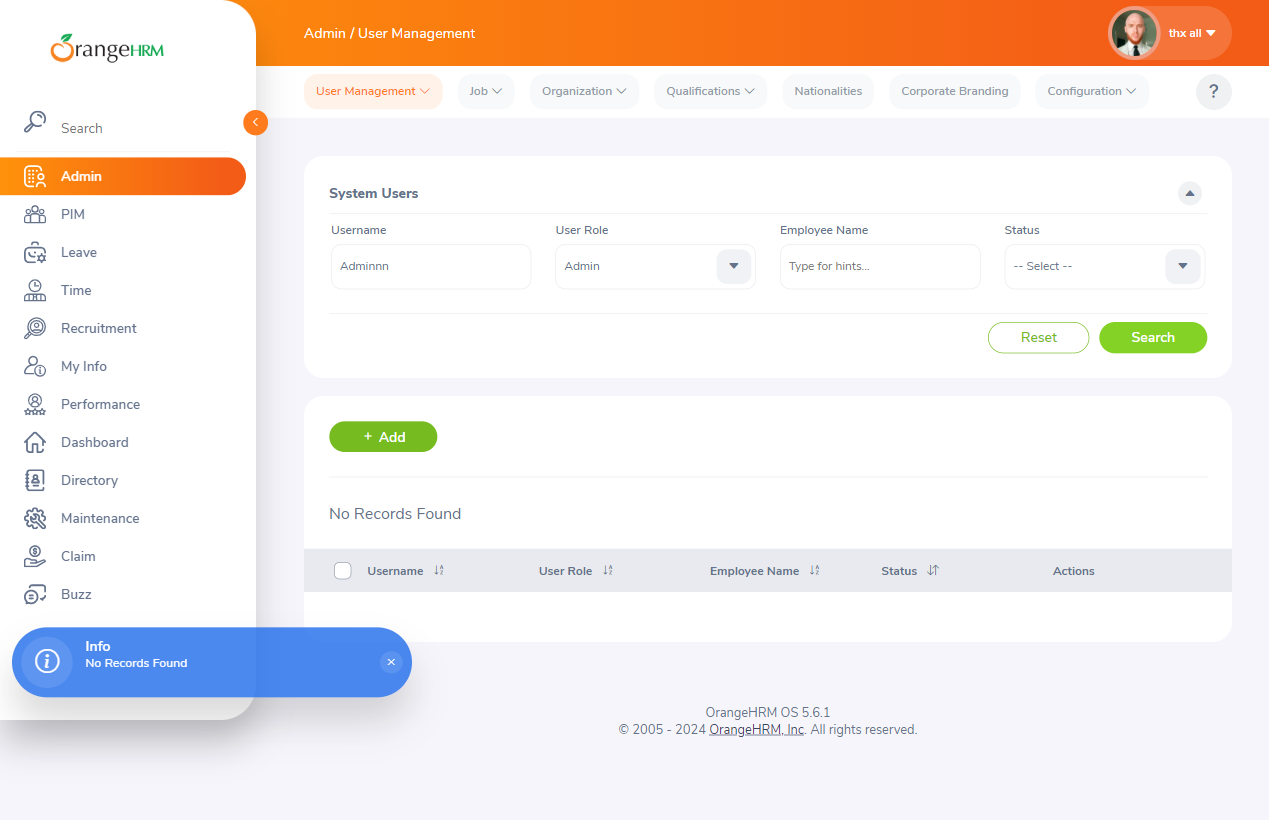 OrangeHRM
Admin / User Management
thx all
User Management
Job
Organization
Qualifications
Nationalities
Corporate Branding
Configuration
?
Search
Admin
PIM
Leave
Time
Recruitment
My Info
Performance
Dashboard
Directory
Maintenance
Claim
Buzz
System Users
Username
User Role
Employee Name
Status
Adminnn
Admin
Type for hints...
-- Select --
Reset
Search
+ Add
No Records Found
Username
User Role
Employee Name
Status
Actions
Info
No Records Found
OrangeHRM OS 5.6.1
© 2005 - 2024 OrangeHRM, Inc. All rights reserved.